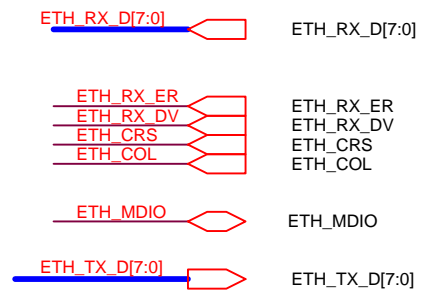 ETH_RX_D[7:0] ETH_RX_D[7:0]
ETH_RX_ER ETH_RX_ER
ETH_RX_DV ETH_RX_DV
ETH_CRS ETH_CRS
ETH_COL ETH_COL
ETH_MDIO ETH_MDIO
ETH_TX_D[7:0] ETH_TX_D[7:0]